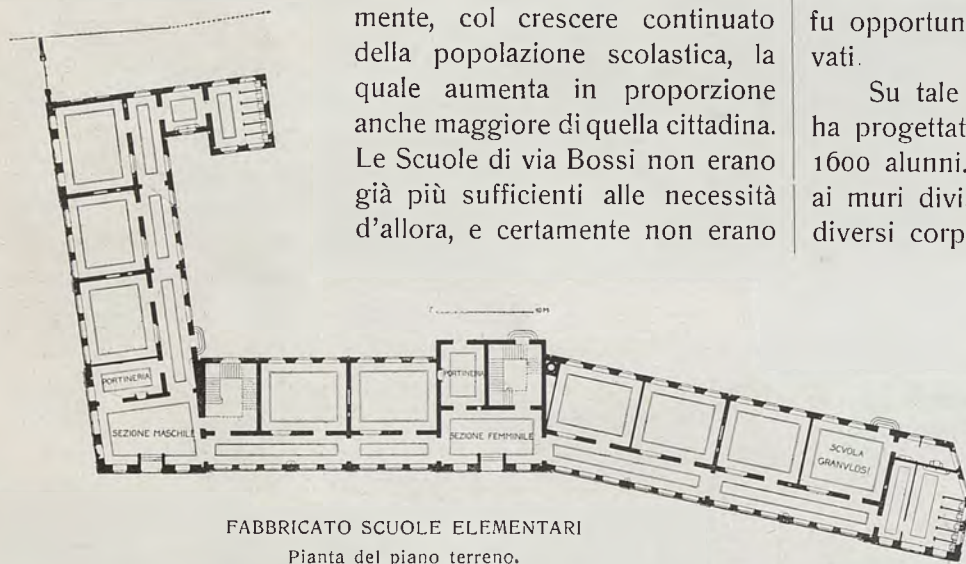 mente, col crescere continuato
della popolazione scolastica, la
quale aumenta in proporzione
anche maggiore di quella cittadina.
Le Scuole di via Bossi non erano
già più sufficienti alle necessità
d'allora, e certamente non erano
fu opportun
vati.
Su tale
ha progettat
1600 alunni.
ai muri divi
diversi corp
PORTINERIA
SEZIONE MASCHILE
PORTINERIA
SEZIONE FEMMINILE
SCVOLA
GRANVLOSI
FABBRICATO SCUOLE ELEMENTARI
Pianta del piano terreno.